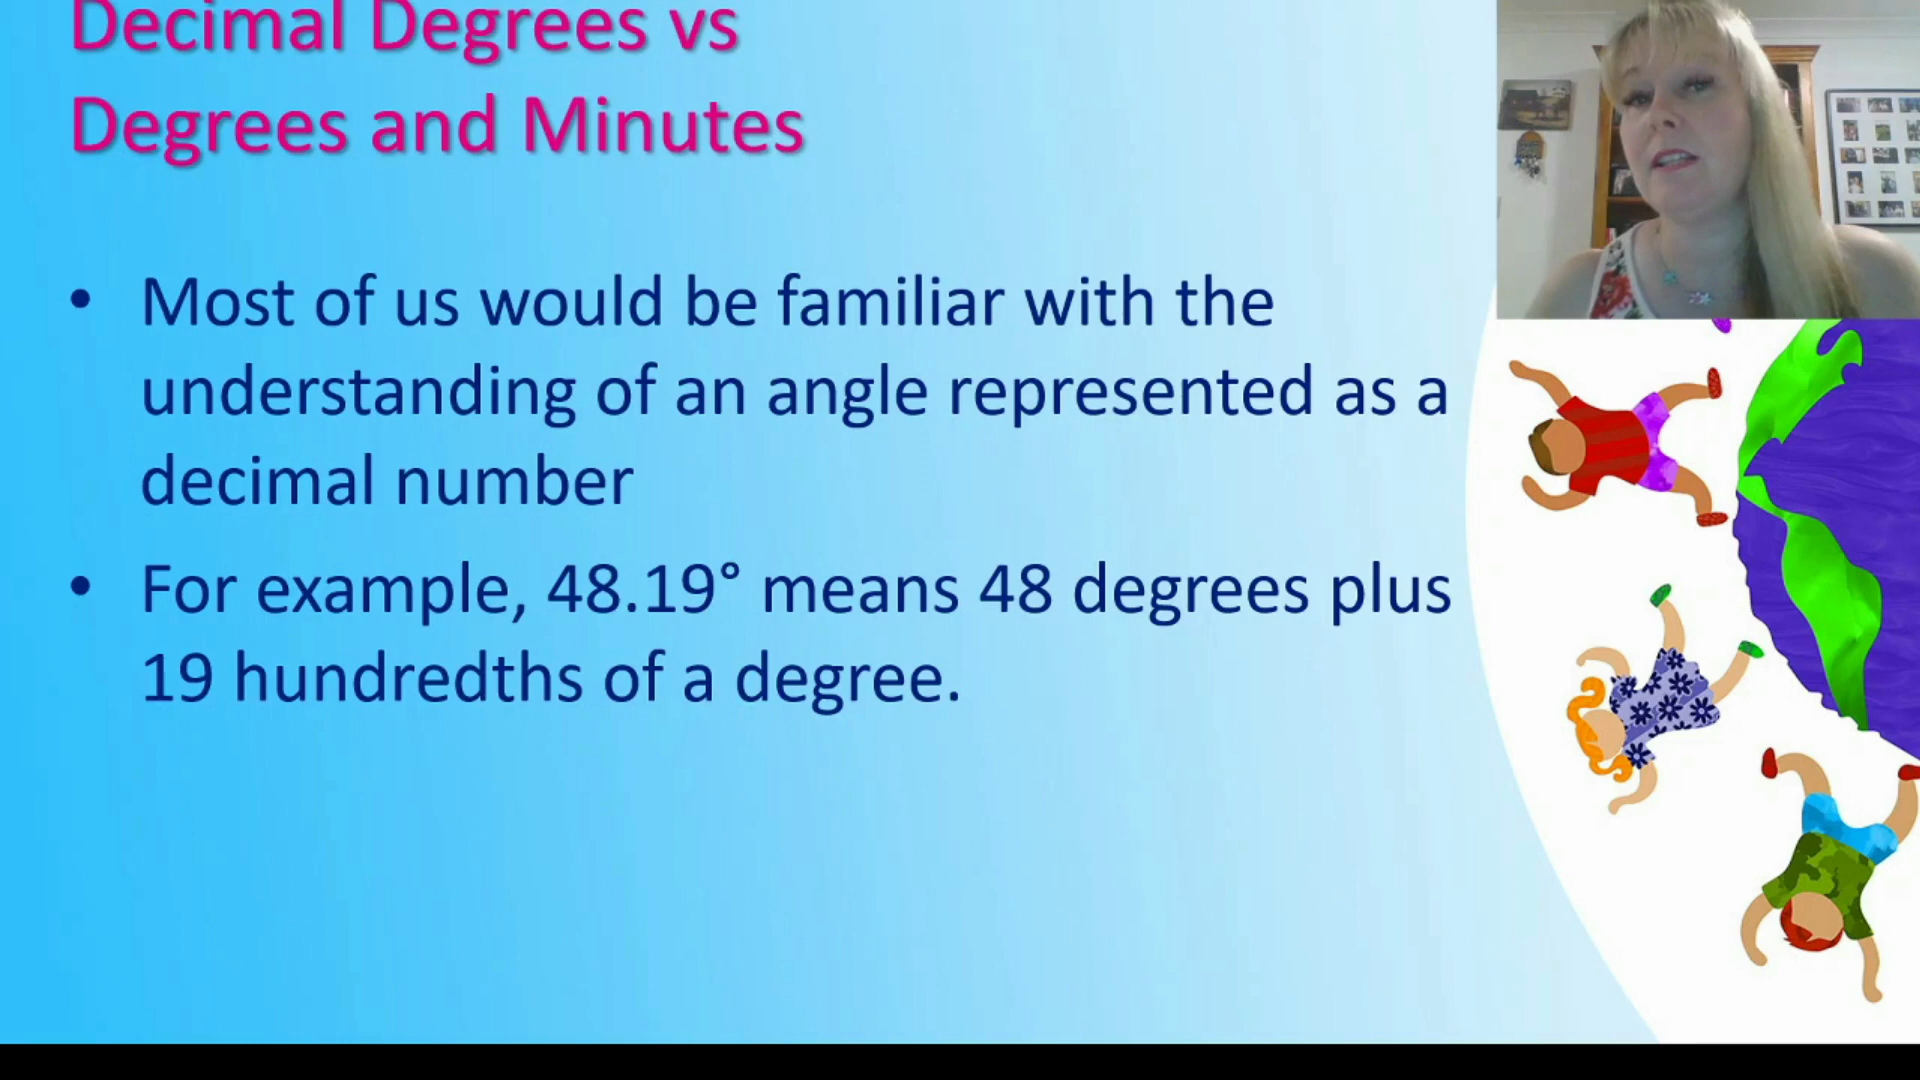 Decimal Degrees vs
Degrees and Minutes
• Most of us would be familiar with the
understanding of an angle represented as a
decimal number
• For example, 48.19° means 48 degrees plus
19 hundredths of a degree.